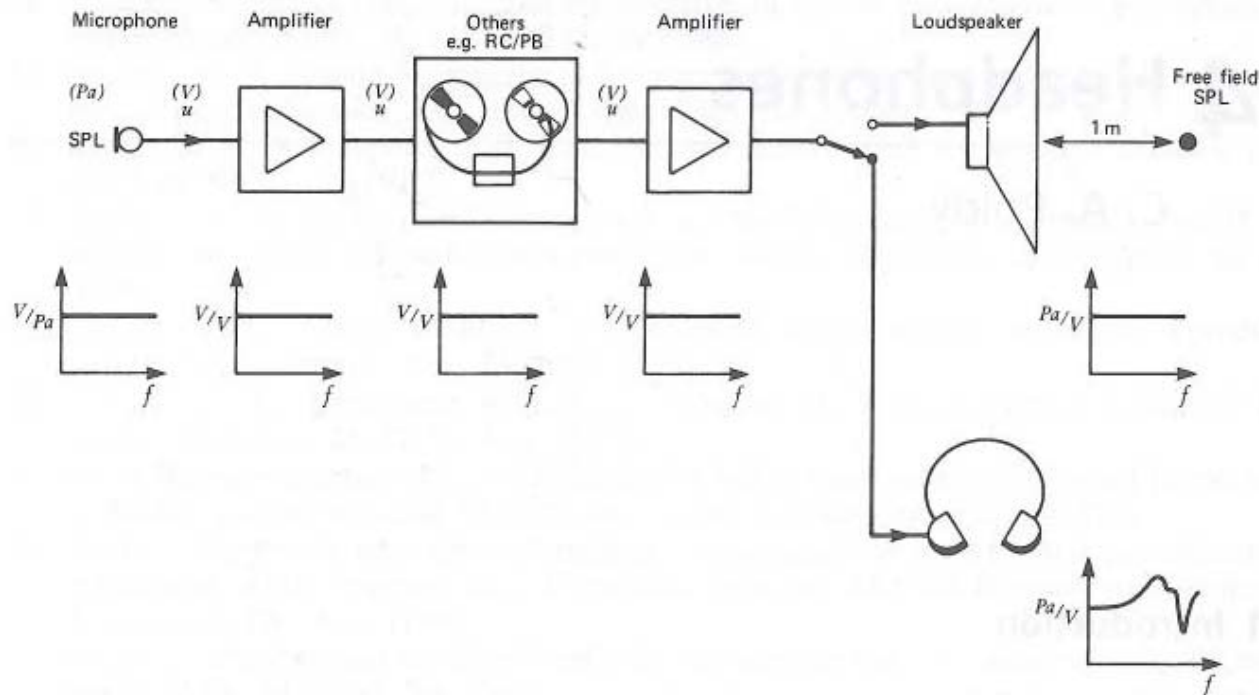 Microphone
Amplifier
Others
e.g. RC/PB
Amplifier
Loudspeaker
Free field
SPL
(Pa)
SPL
(V)
u
(V)
u
(V)
u
1 m
V/Pa
f
V/V
f
V/V
f
V/V
f
Pa/V
f
Pa/V
f